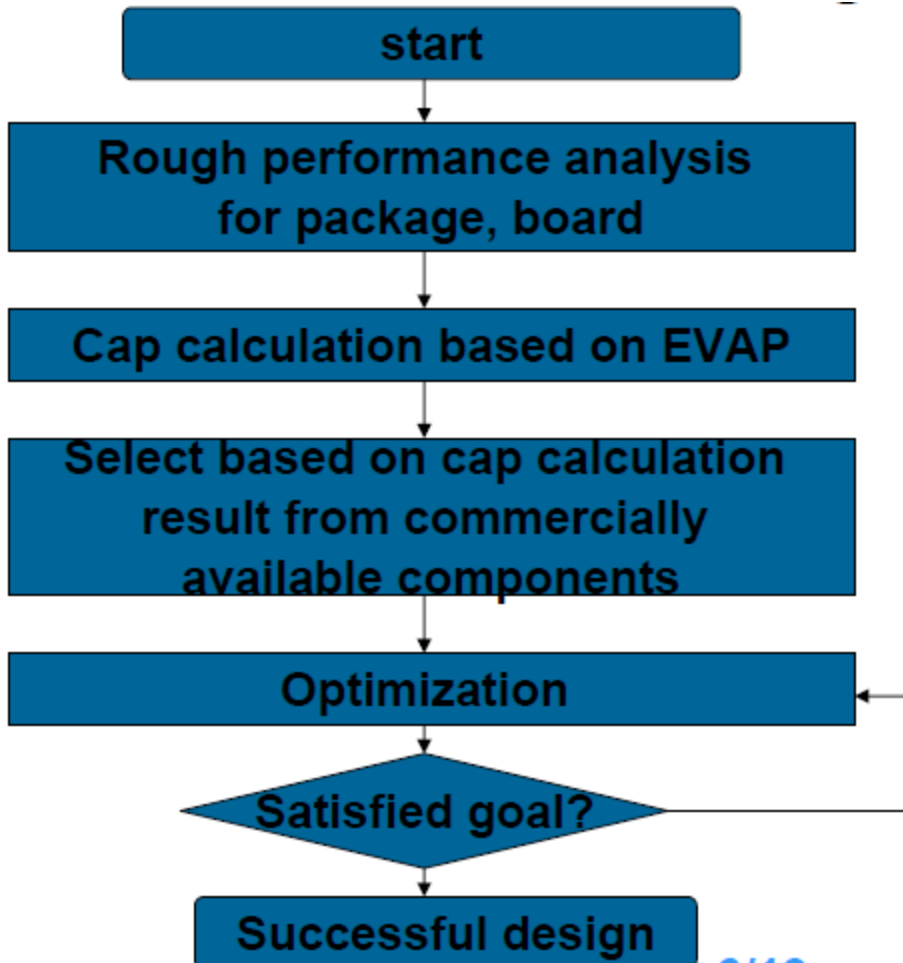 start
Rough performance analysis
for package, board
Cap calculation based on EVAP
Select based on cap calculation
result from commercially
available components
Optimization
Satisfied goal?
Successful design